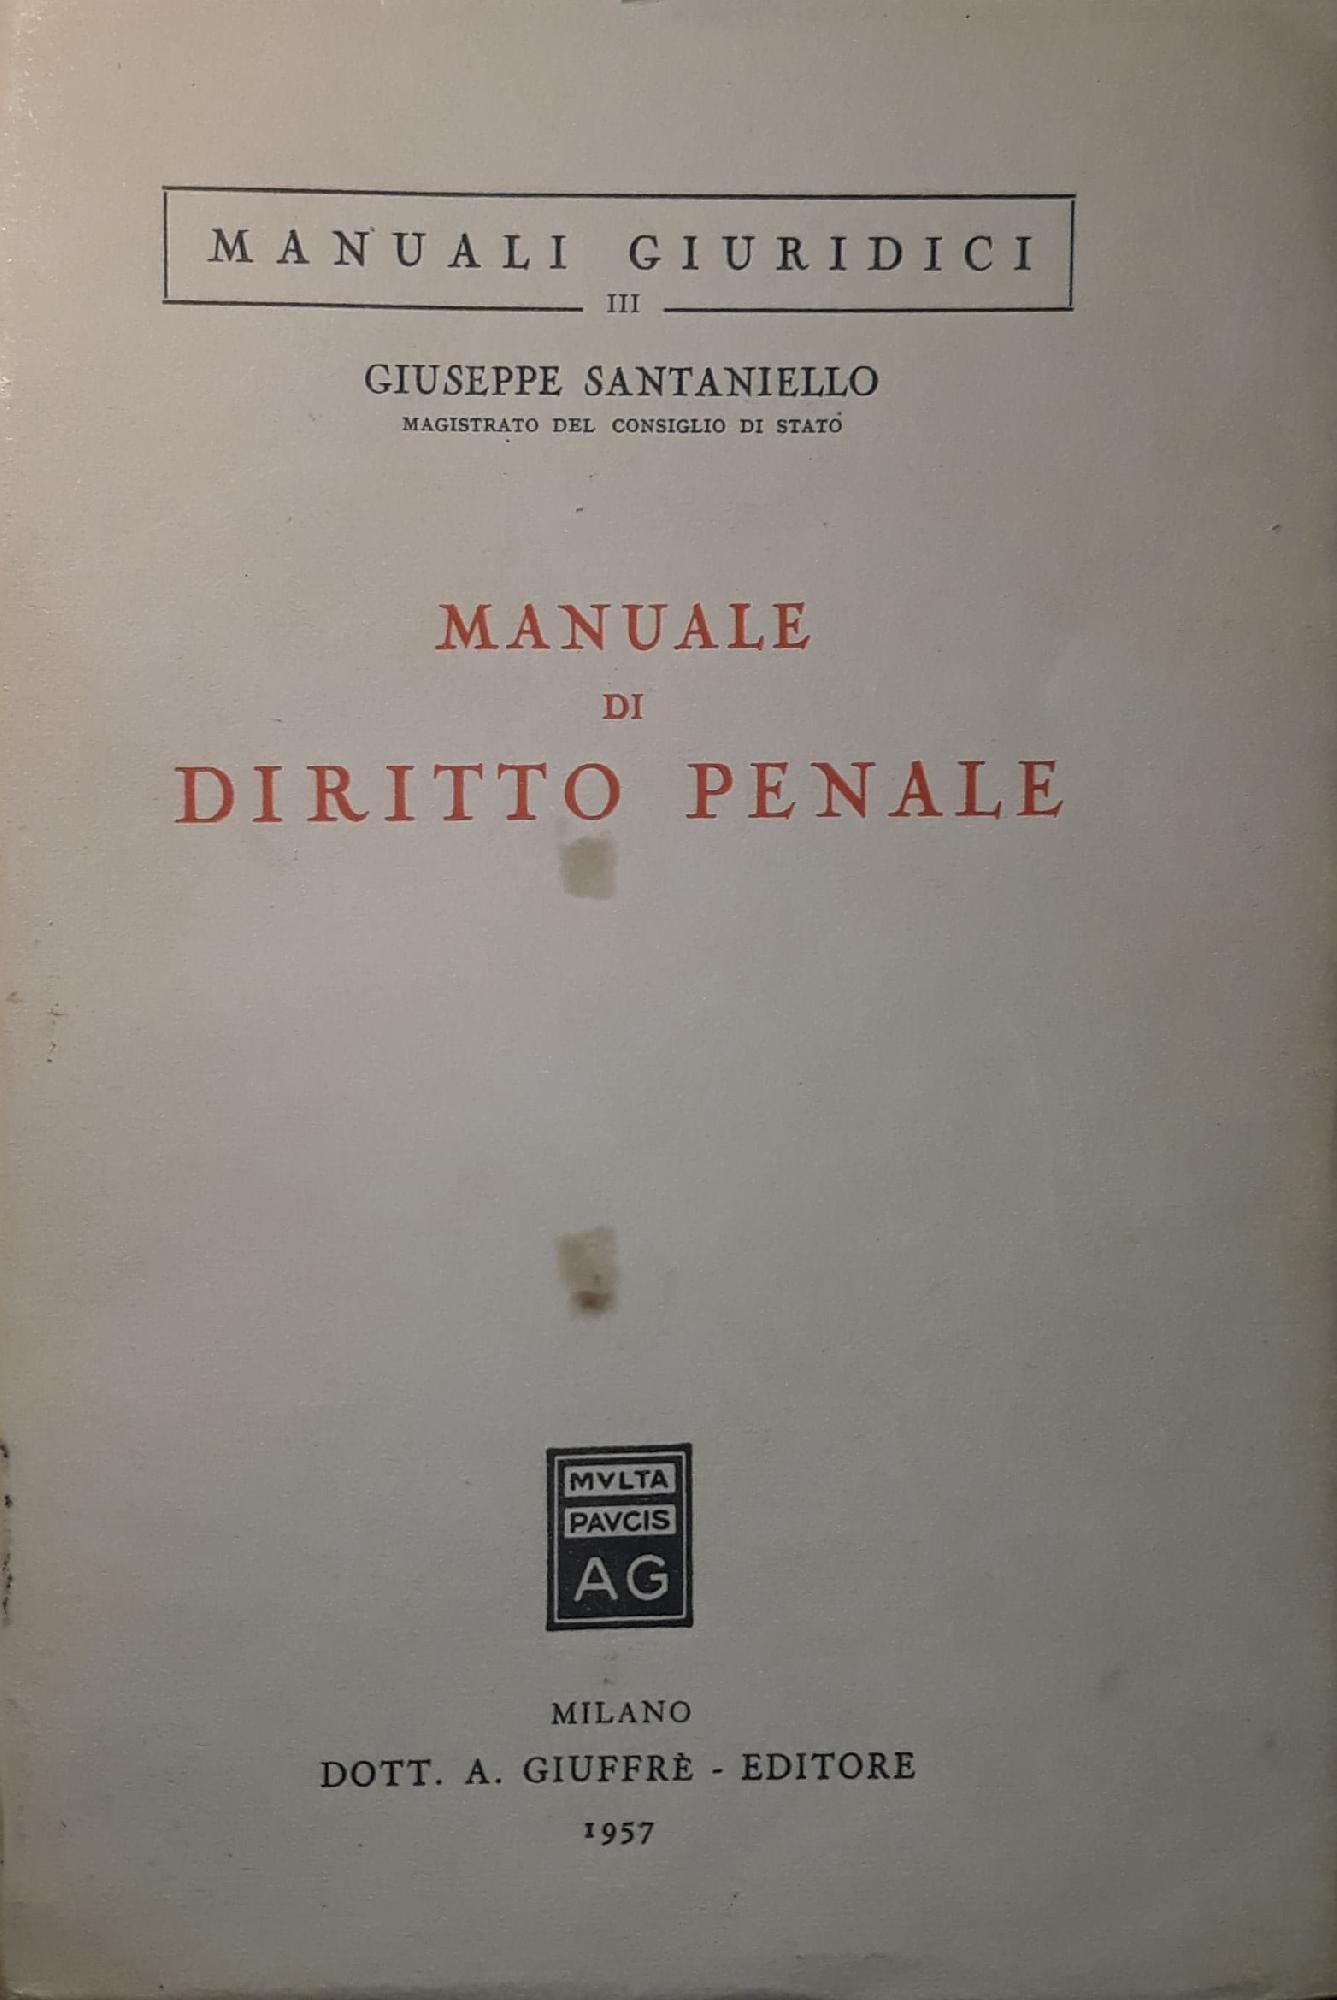 MANUALI GIURIDICI
III
GIUSEPPE SANTANIELLO
MAGISTRATO DEL CONSIGLIO DI STATO
MANUALE
DI
DIRITTO PENALE
MVLTA
PAVCIS
AG
MILANO
DOTT. A. GIUFFRÈ - EDITORE
1957